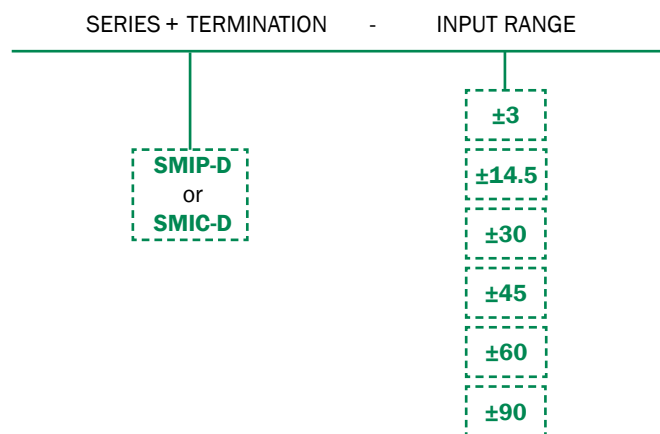 SERIES + TERMINATION - INPUT RANGE
±3
SMIP-D
or
SMIC-D
±14.5
±30
±45
±60
±90